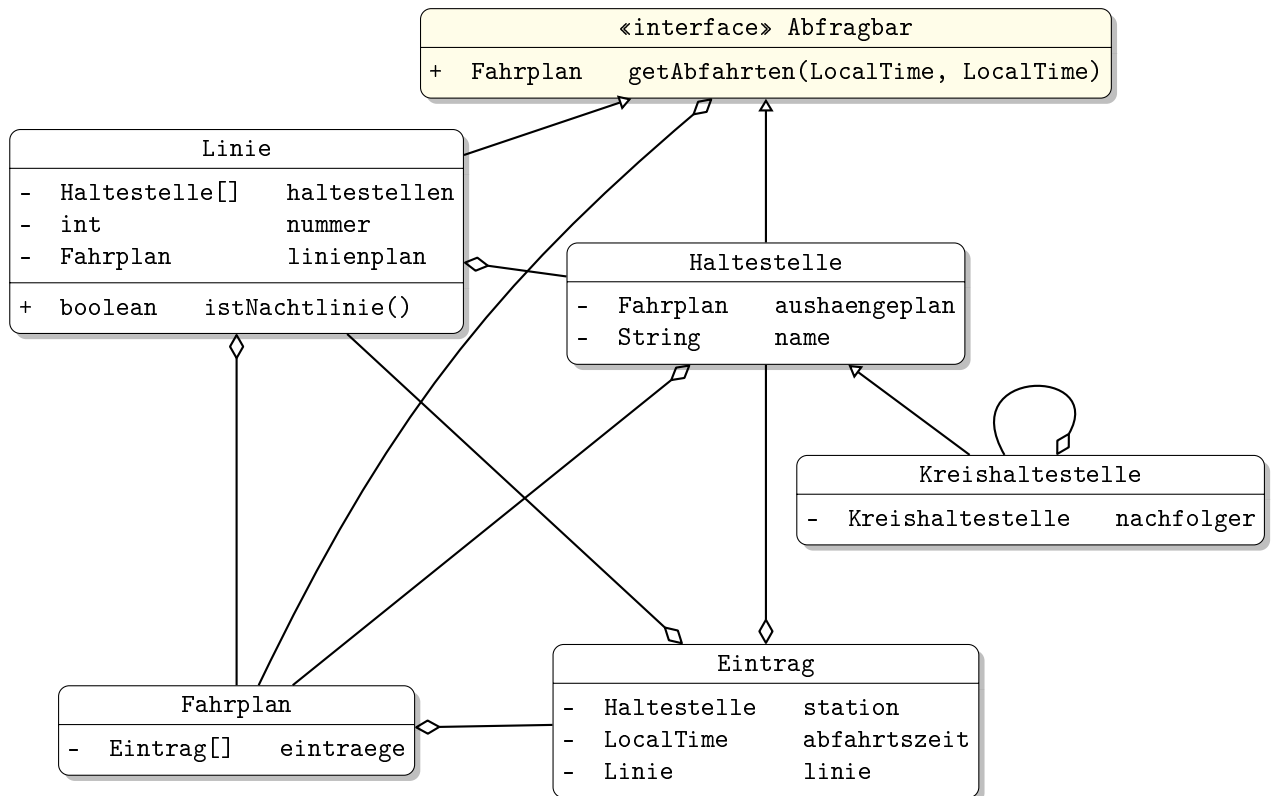 «interface» Abfragbar
+ Fahrplan getAbfahrten(LocalTime, LocalTime)
Linie
- Haltestelle[] haltestellen
- int nummer
- Fahrplan linienplan
+ boolean istNachtlinie()
Haltestelle
- Fahrplan aushaengeplan
- String name
Kreishaltestelle
- Kreishaltestelle nachfolger
Fahrplan
- Eintrag[] eintraege
Eintrag
- Haltestelle station
- LocalTime abfahrtszeit
- Linie linie